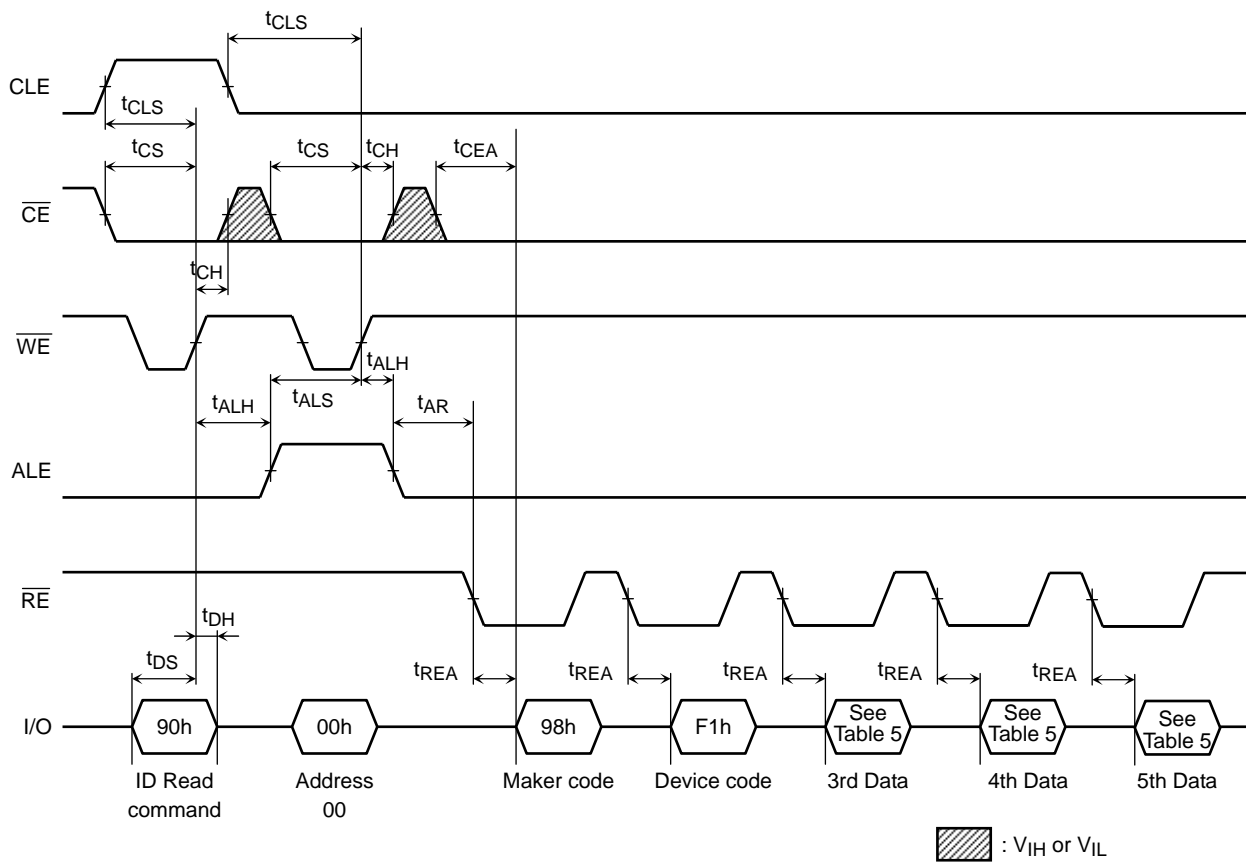 tCLS
CLE
tCLS
tCS
tCS
tCH
tCEA
CE
tCH
WE
tALH
tALH
tALS
tAR
ALE
RE
tDH
tDS
tREA
tREA
tREA
tREA
tREA
I/O
90h
00h
98h
F1h
See
Table 5
See
Table 5
See
Table 5
ID Read
command
Address
00
Maker code
Device code
3rd Data
4th Data
5th Data
: VIH or VIL